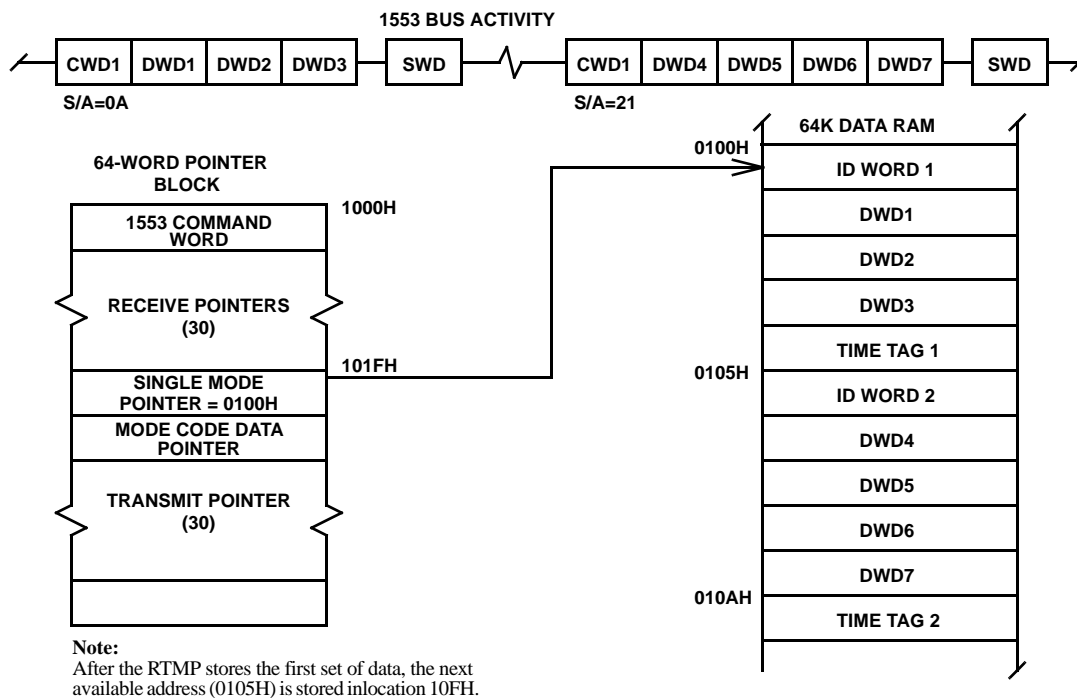 1553 BUS ACTIVITY
CWD1 DWD1 DWD2 DWD3 SWD CWD1 DWD4 DWD5 DWD6 DWD7 SWD
S/A=0A S/A=21
64-WORD POINTER
BLOCK
1000H
1553 COMMAND
WORD
RECEIVE POINTERS
(30)
101FH
SINGLE MODE
POINTER = 0100H
MODE CODE DATA
POINTER
TRANSMIT POINTER
(30)
64K DATA RAM
0100H
ID WORD 1
DWD1
DWD2
DWD3
TIME TAG 1
0105H
ID WORD 2
DWD4
DWD5
DWD6
DWD7
010AH
TIME TAG 2
Note:
After the RTMP stores the first set of data, the next
available address (0105H) is stored inlocation 10FH.